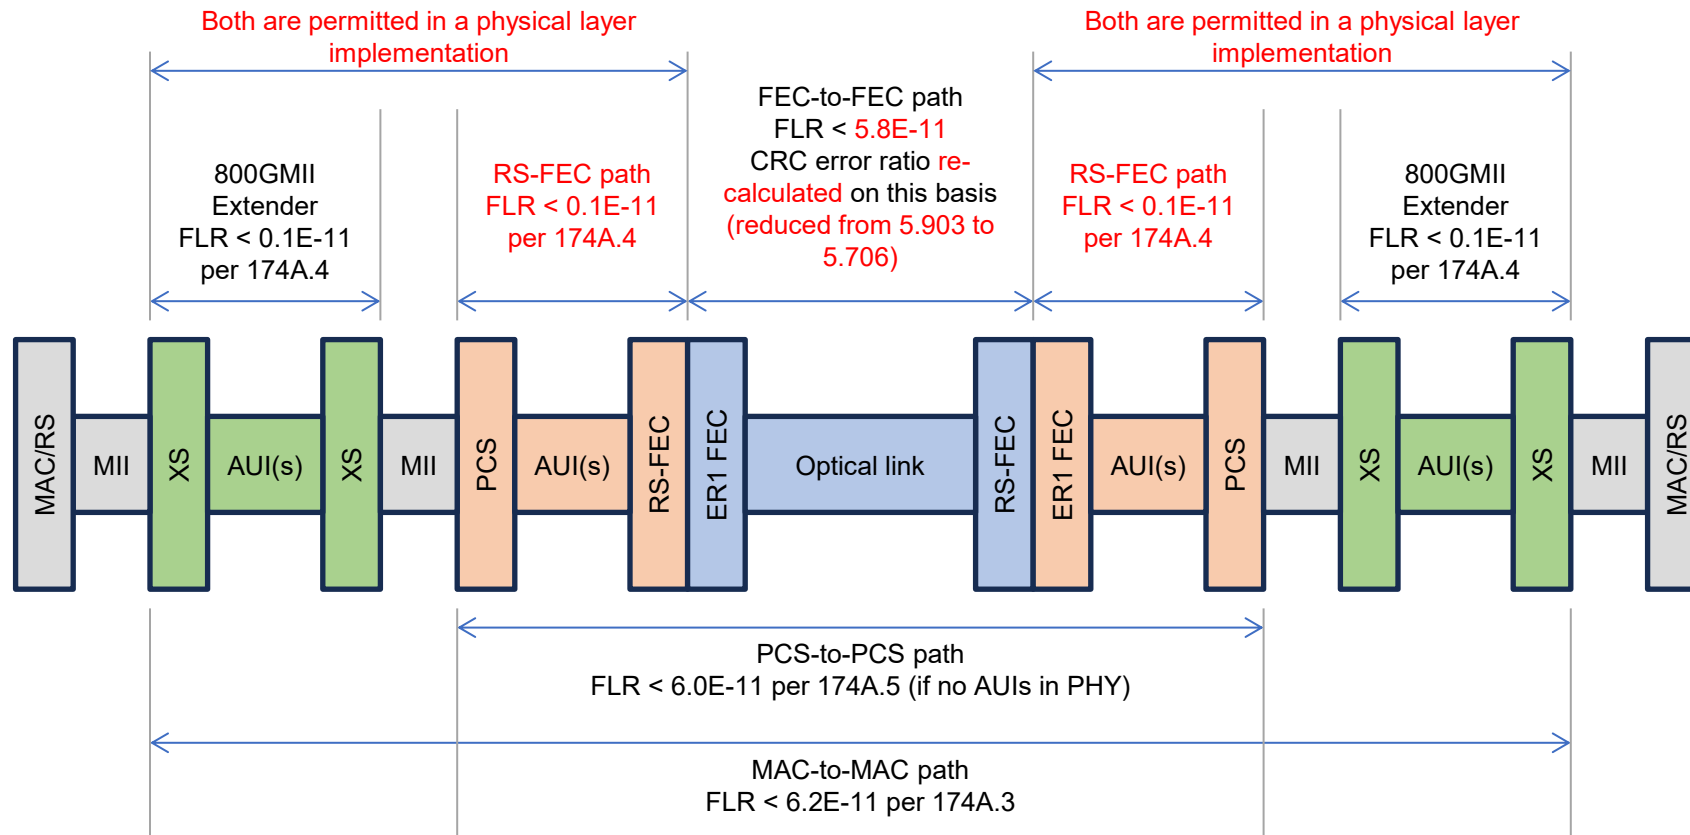 Both are permitted in a physical layer
implementation
Both are permitted in a physical layer
implementation
800GMII
Extender
FLR < 0.1E-11
per 174A.4
RS-FEC path
FLR < 0.1E-11
per 174A.4
FEC-to-FEC path
FLR < 5.8E-11
CRC error ratio re-
calculated on this basis
(reduced from 5.903 to
5.706)
RS-FEC path
FLR < 0.1E-11
per 174A.4
800GMII
Extender
FLR < 0.1E-11
per 174A.4
MAC/RS
MII
XS
AUI(s)
XS
MII
PCS
AUI(s)
RS-FEC
ER1 FEC
Optical link
RS-FEC
ER1 FEC
AUI(s)
PCS
MII
XS
AUI(s)
XS
MII
MAC/RS
PCS-to-PCS path
FLR < 6.0E-11 per 174A.5 (if no AUIs in PHY)
MAC-to-MAC path
FLR < 6.2E-11 per 174A.3